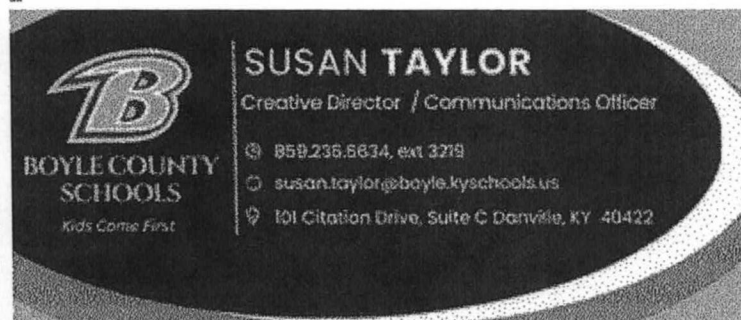 B
BOYLE COUNTY
SCHOOLS
Kids Come First
SUSAN TAYLOR
Creative Director / Communications Officer
859.236.6634, ext 3219
susan.taylor@boyle.kyschools.us
101 Citation Drive, Suite C Danville, KY 40422